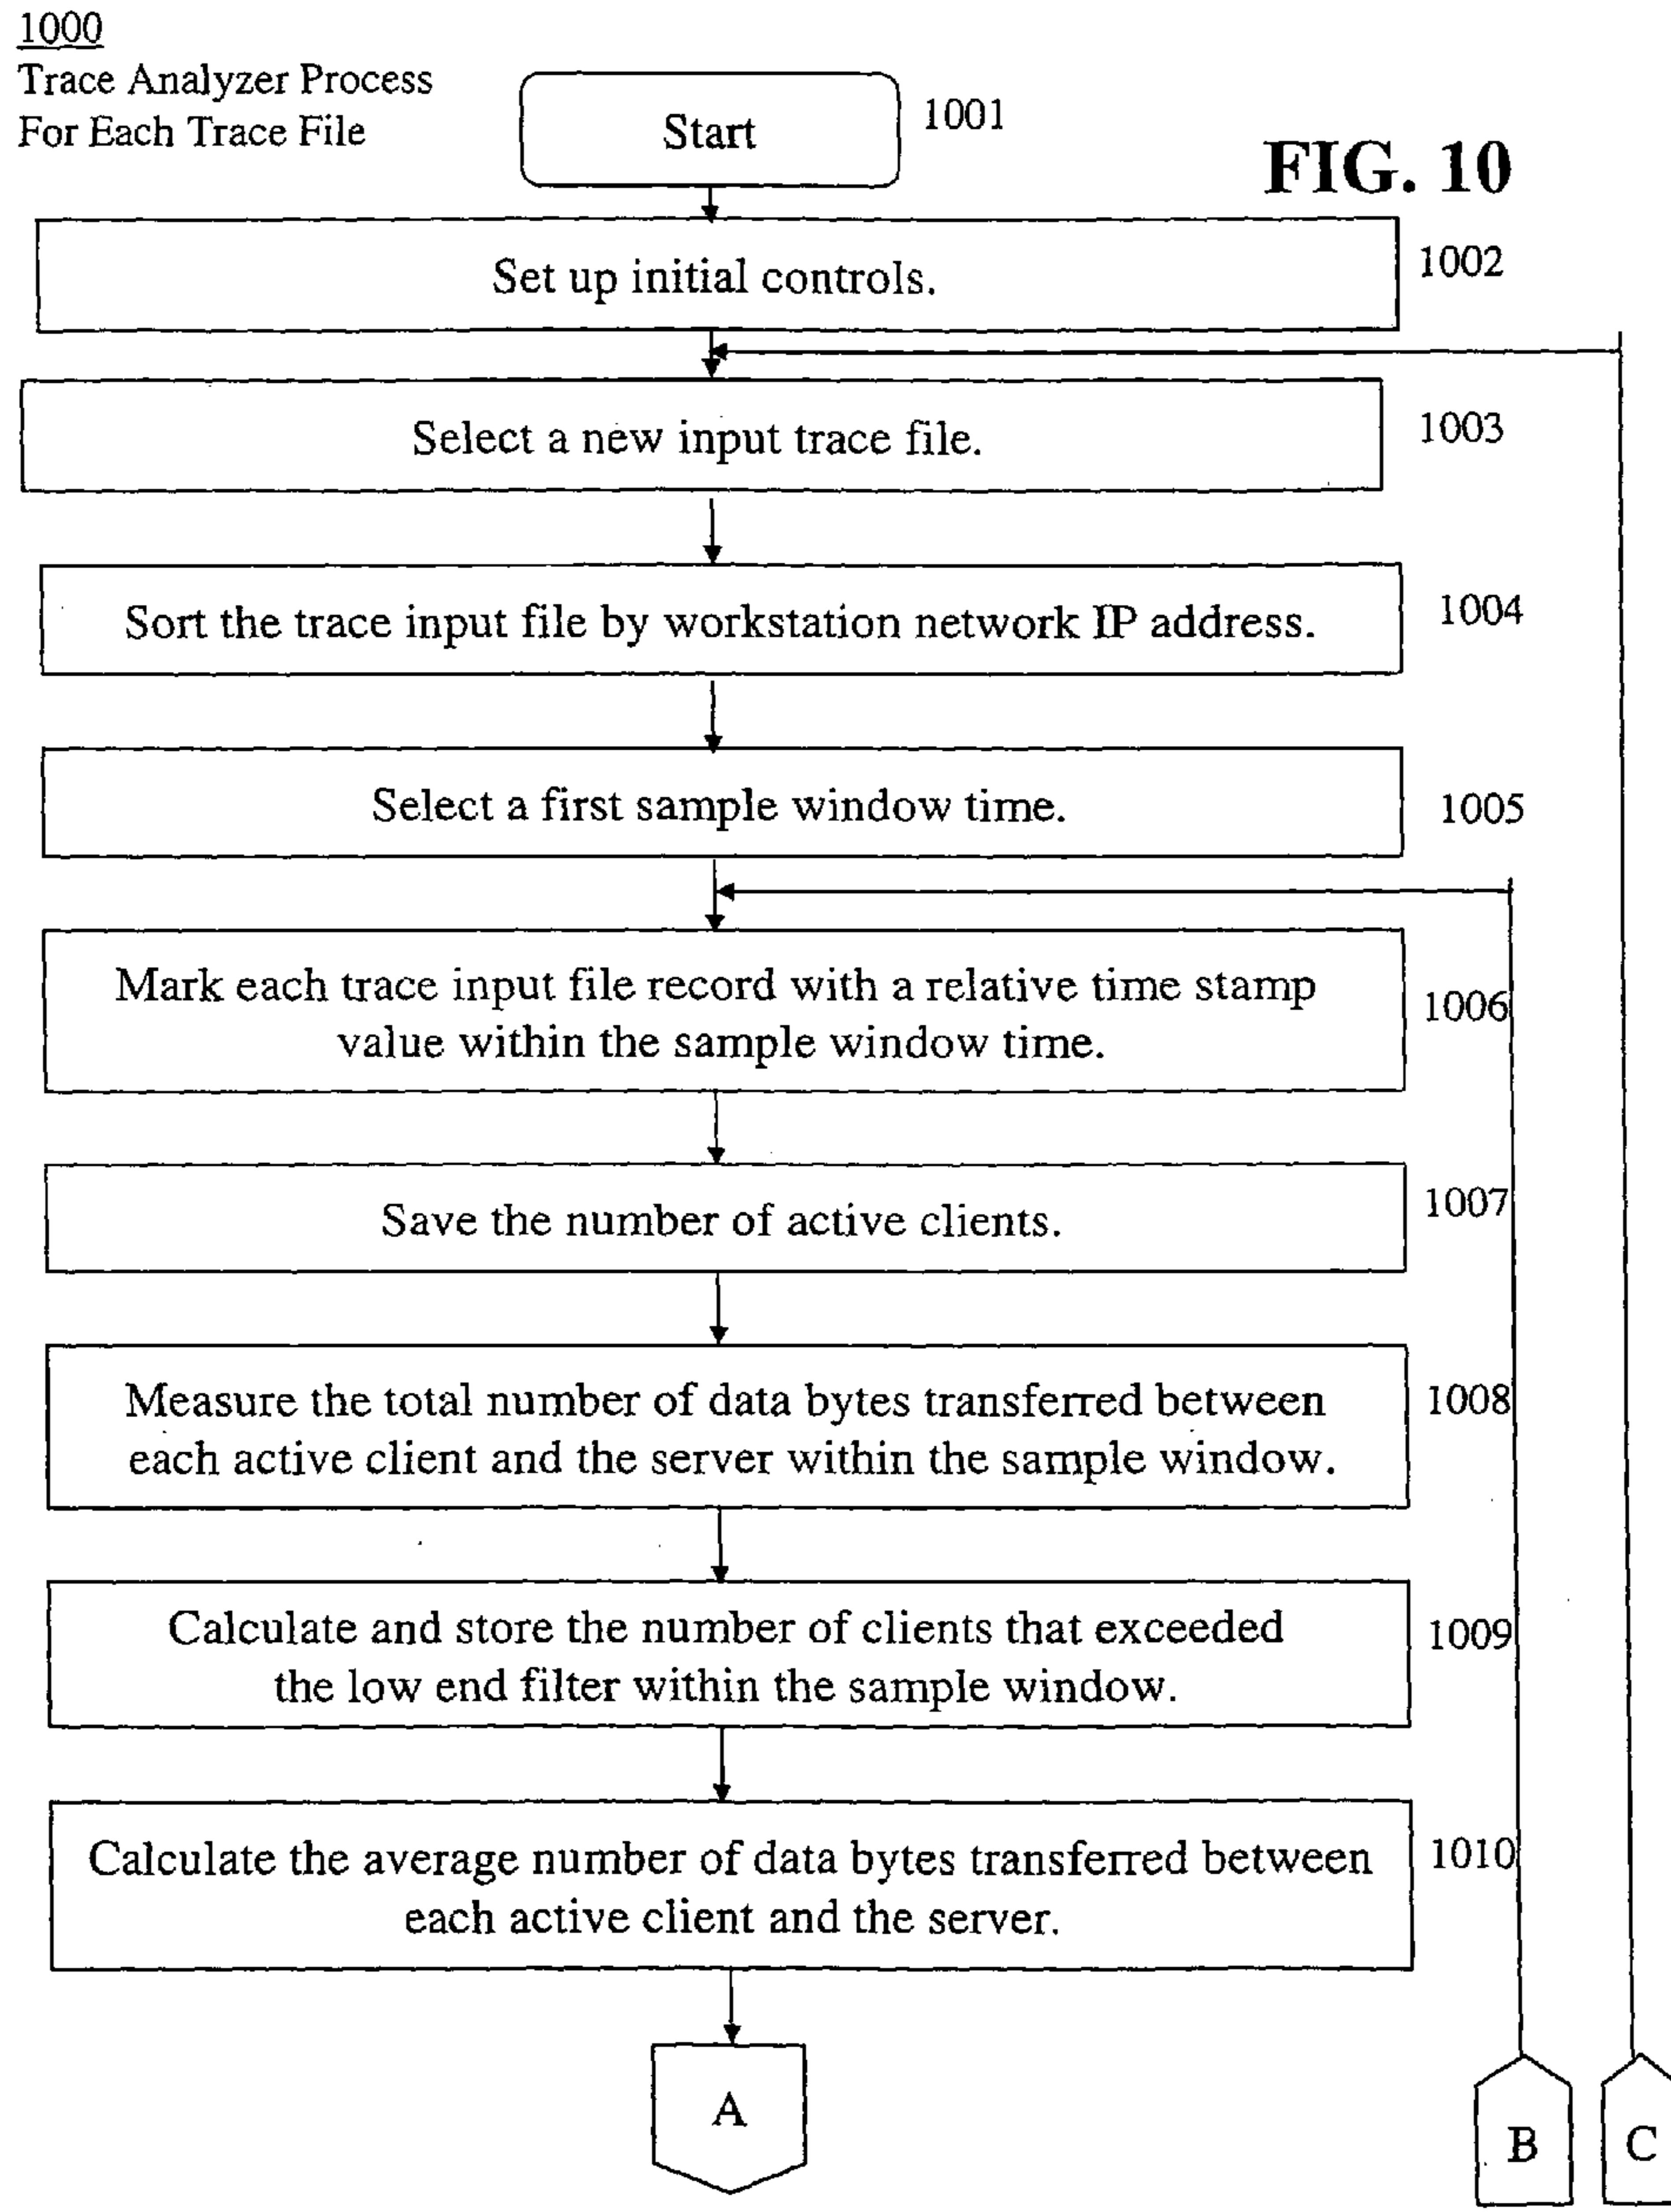 1000
Trace Analyzer Process
For Each Trace File
Start
1001
FIG. 10
Set up initial controls.
1002
Select a new input trace file.
1003
Sort the trace input file by workstation network IP address.
1004
Select a first sample window time.
1005
Mark each trace input file record with a relative time stamp
value within the sample window time.
1006
Save the number of active clients.
1007
Measure the total number of data bytes transferred between
each active client and the server within the sample window.
1008
Calculate and store the number of clients that exceeded
the low end filter within the sample window.
1009
Calculate the average number of data bytes transferred between
each active client and the server.
1010
A
B
C